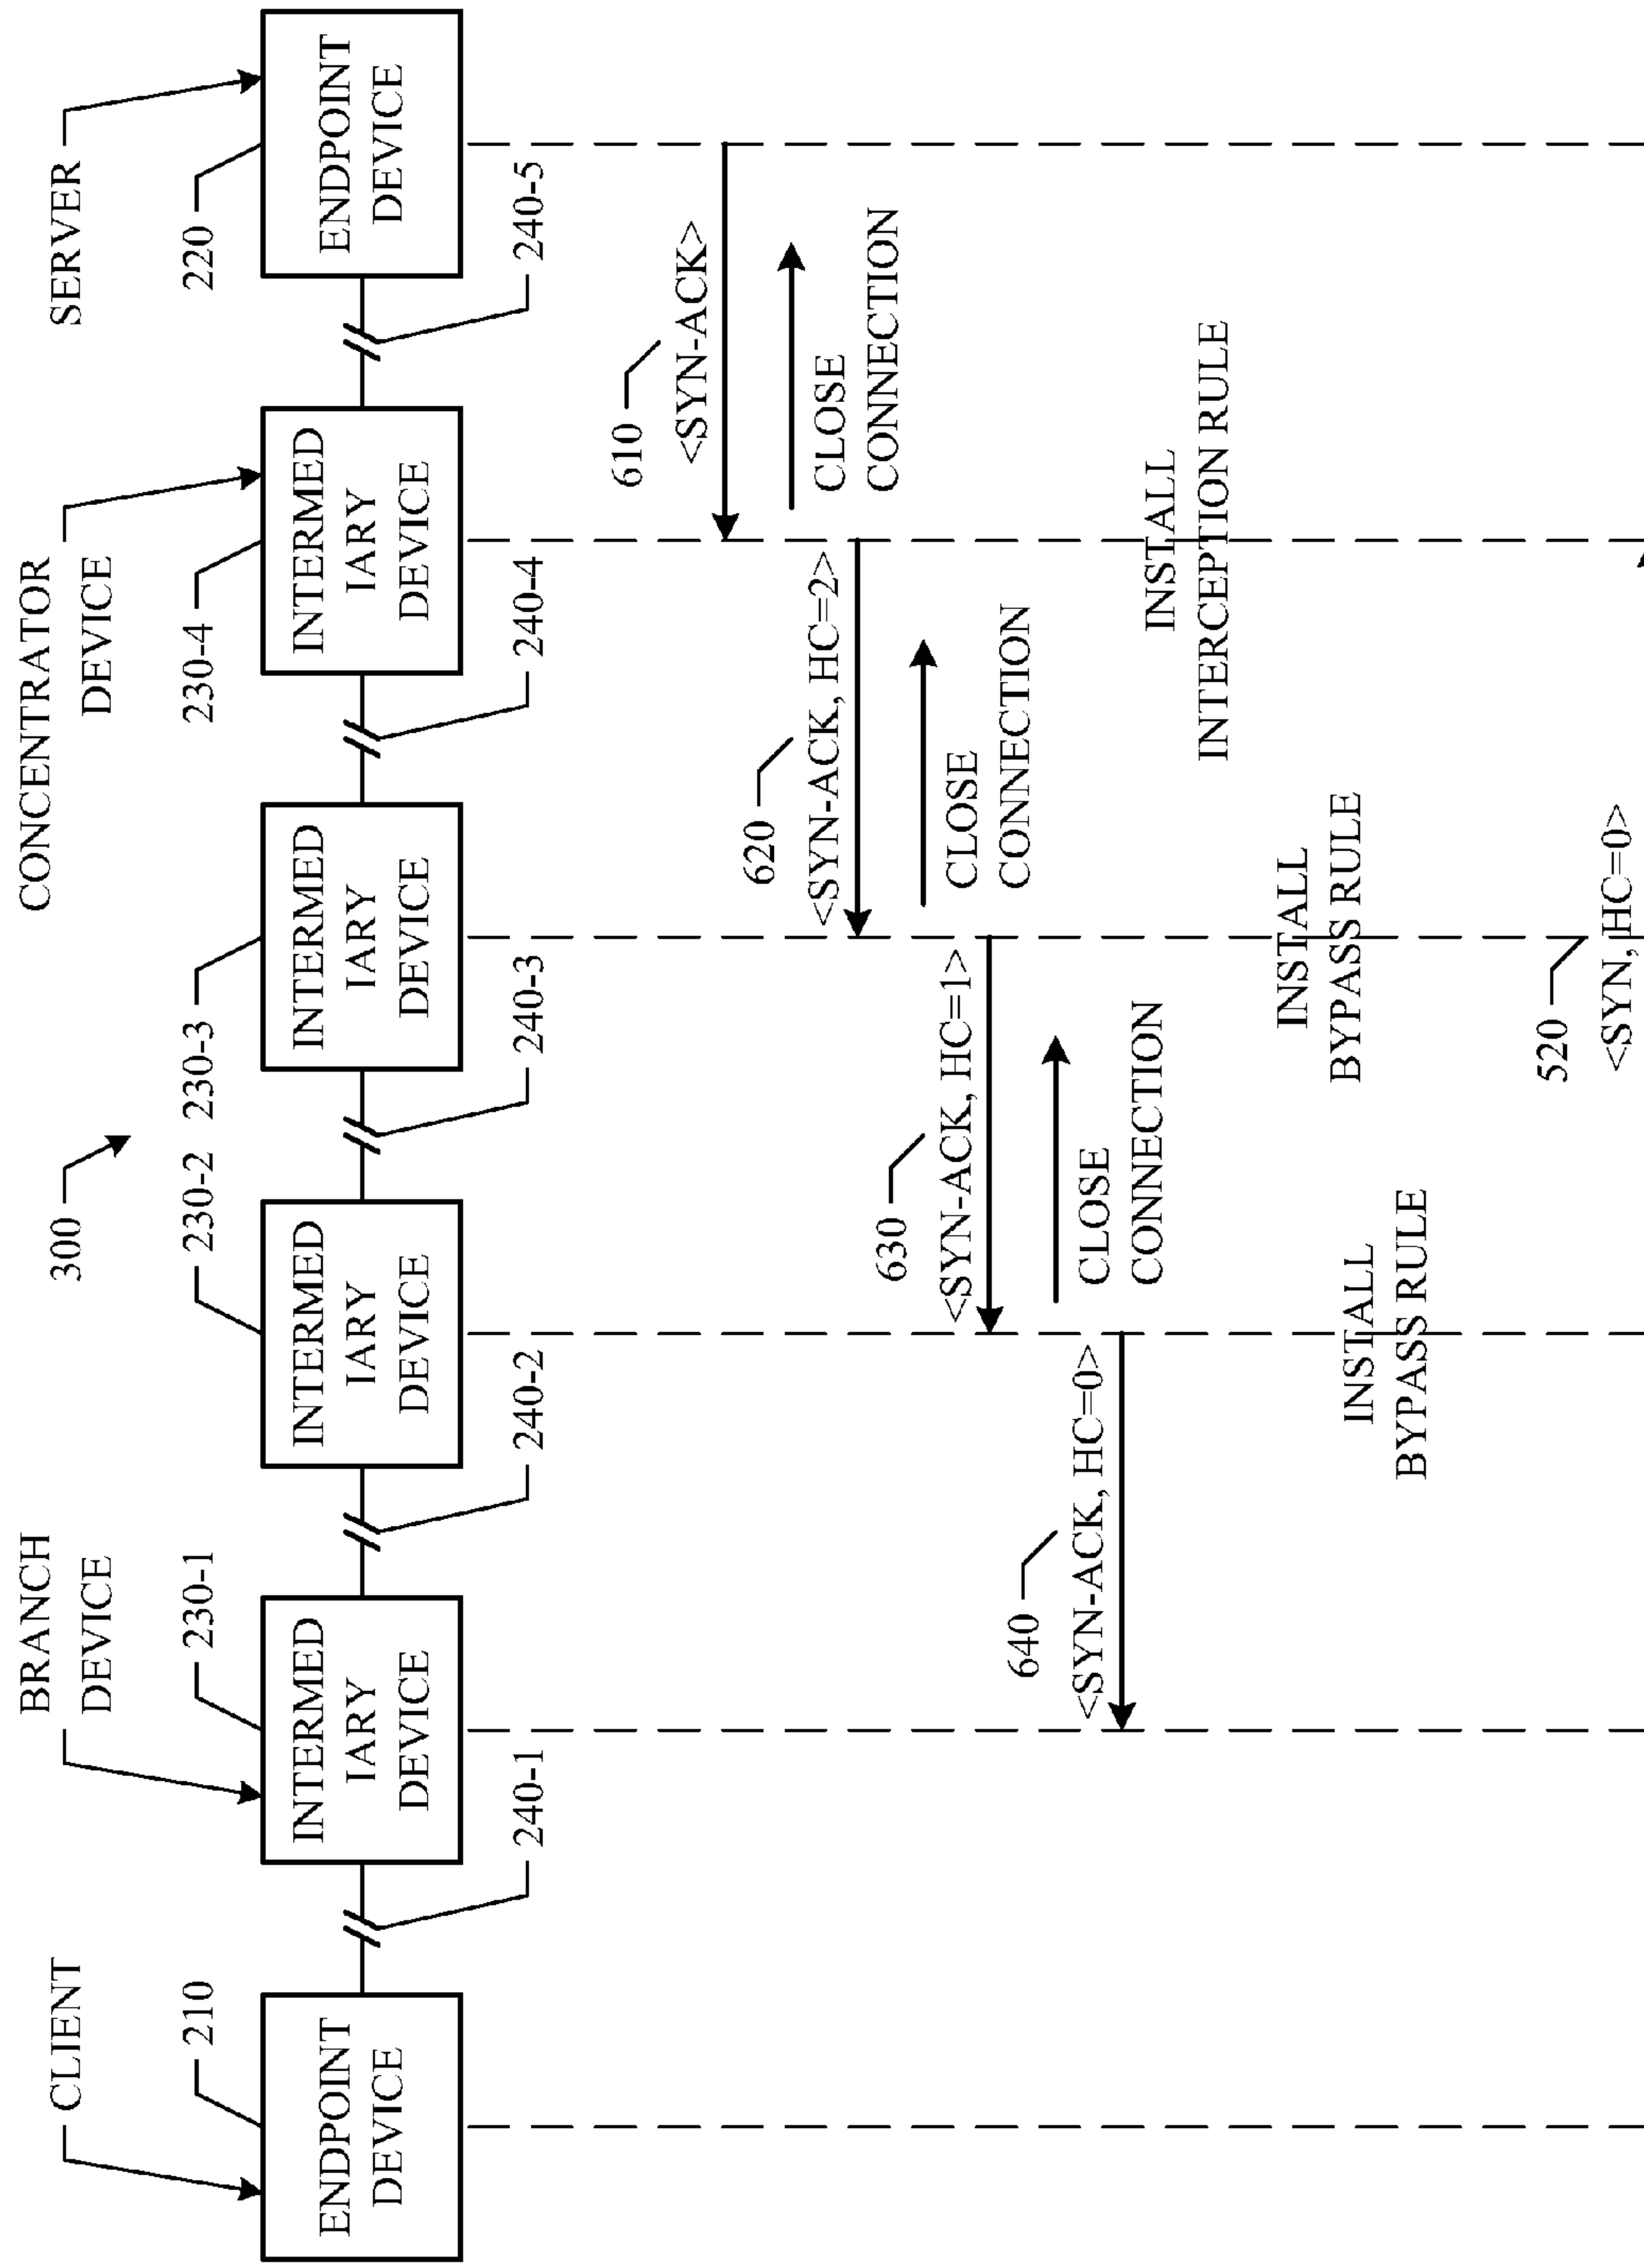 CLIENT
BRANCH
DEVICE
300
CONCENTRATOR
DEVICE
SERVER
210
230-1
230-2
230-3
230-4
220
ENDPOINT
DEVICE
INTERMED
IARY
DEVICE
INTERMED
IARY
DEVICE
INTERMED
IARY
DEVICE
INTERMED
IARY
DEVICE
ENDPOINT
DEVICE
240-1
240-2
240-3
240-4
240-5
610
<SYN-ACK>
CLOSE
CONNECTION
620
<SYN-ACK, HC=2>
CLOSE
CONNECTION
630
<SYN-ACK, HC=1>
CLOSE
CONNECTION
640
<SYN-ACK, HC=0>
INSTALL
INTERCEPTION RULE
INSTALL
BYPASS RULE
INSTALL
BYPASS RULE
520
<SYN, HC=0>